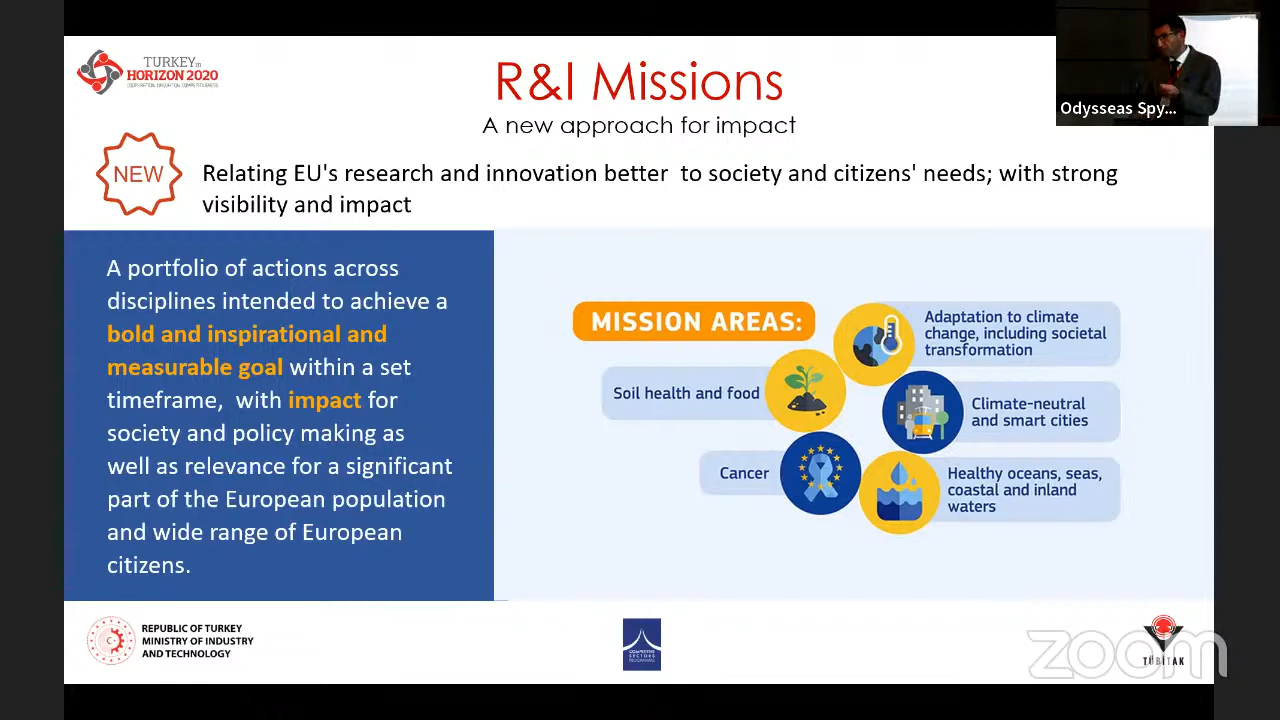 TURKEY in
HORIZON 2020
R&I Missions
A new approach for impact
Odysseas Spy...
NEW
Relating EU's research and innovation better to society and citizens' needs; with strong
visibility and impact
A portfolio of actions across
disciplines intended to achieve a
bold and inspirational and
measurable goal within a set
timeframe, with impact for
society and policy making as
well as relevance for a significant
part of the European population
and wide range of European
citizens.
MISSION AREAS:
Adaptation to climate
change, including societal
transformation
Soil health and food
Climate-neutral
and smart cities
Cancer
Healthy oceans, seas,
coastal and inland
waters
REPUBLIC OF TURKEY
MINISTRY OF INDUSTRY
AND TECHNOLOGY
COMPETITIVE
SECTORS
PROGRAMME
zoom
TÜBİTAK